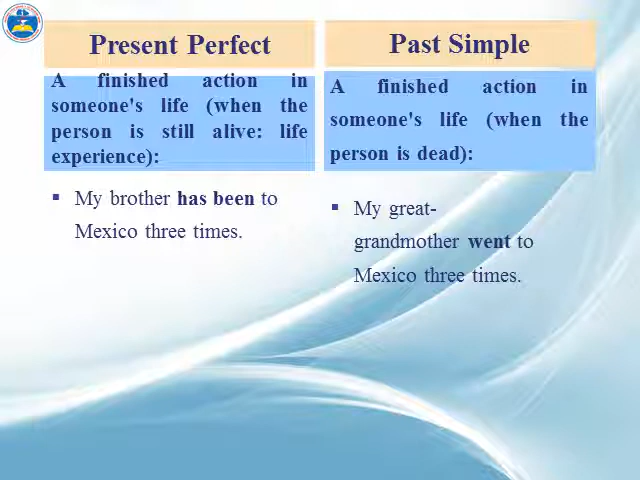 Present Perfect
A finished action in
someone's life (when the
person is still alive: life
experience):
▪ My brother has been to
Mexico three times.
Past Simple
A finished action in
someone's life (when the
person is dead):
▪ My great-
grandmother went to
Mexico three times.